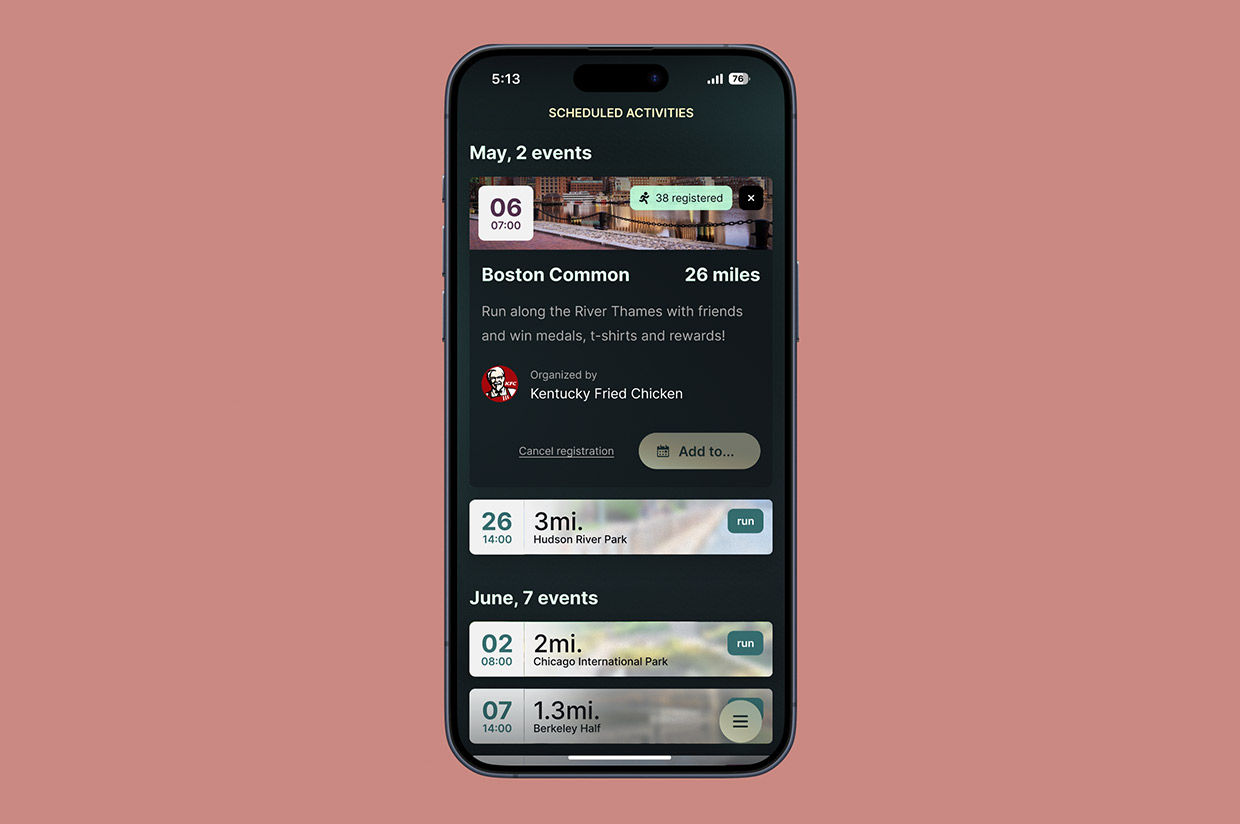 5:13
76
SCHEDULED ACTIVITIES
May, 2 events
06
07:00
38 registered
Boston Common
26 miles
Run along the River Thames with friends
and win medals, t-shirts and rewards!
KFC
Organized by
Kentucky Fried Chicken
Cancel registration
Add to...
26
14:00
3mi.
Hudson River Park
run
June, 7 events
02
08:00
2mi.
Chicago International Park
run
07
14:00
1.3mi.
Berkeley Half